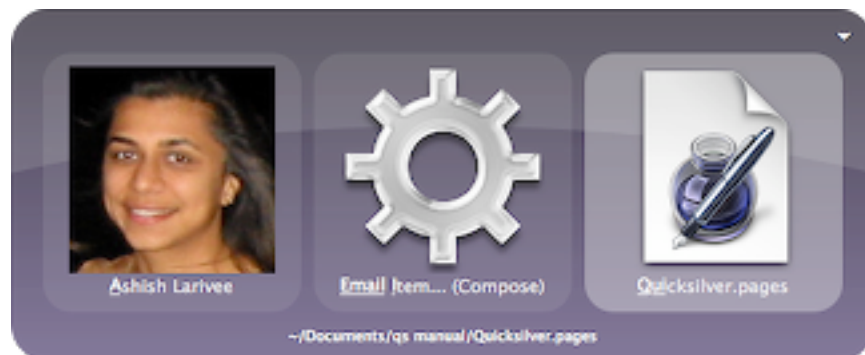 Ashish Larivee
Email Item... (Compose)
Quicksilver.pages
~/Documents/qs manual/Quicksilver.pages